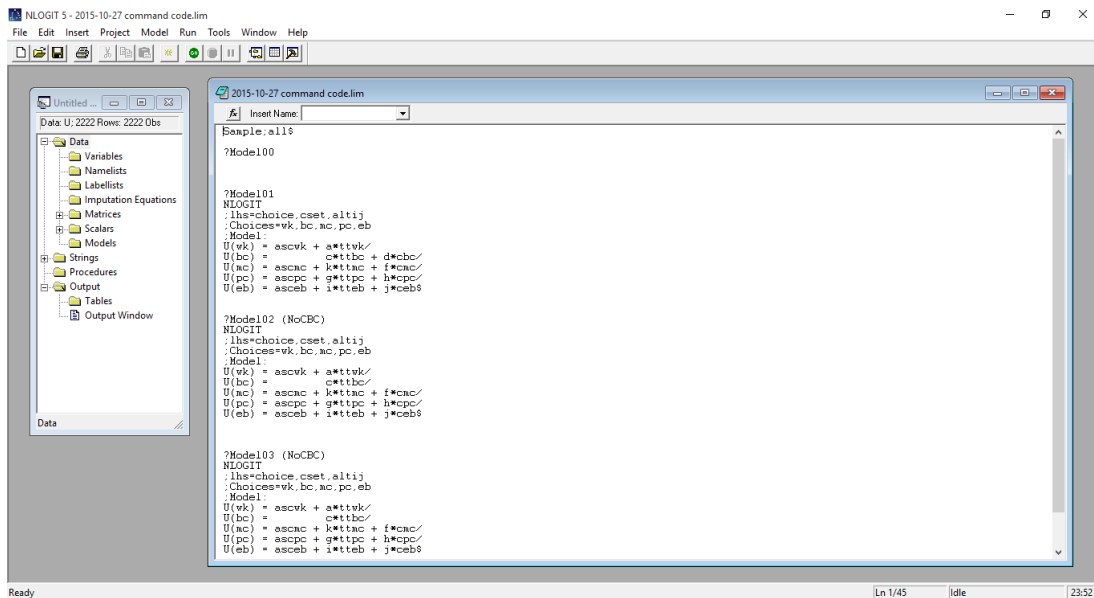 NLOGIT 5 - 2015-10-27 command code.lim
File Edit Insert Project Model Run Tools Window Help
Untitled ...
Data: U; 2222 Rows: 2222 Obs
Data
Variables
Namelists
Labellists
Imputation Equations
Matrices
Scalars
Models
Strings
Procedures
Output
Tables
Output Window
Data
2015-10-27 command code.lim
fx Insert Name:
Sample;all$
?Model00
?Model01
NLOGIT
;lhs=choice,cset,altij
;Choices=wk,bc,mc,pc,eb
;Model:
U(wk) = ascwk + a*ttwk/
U(bc) = c*ttbc + d*cbc/
U(mc) = ascmc + k*ttmc + f*cmc/
U(pc) = ascpc + g*ttpc + h*cpc/
U(eb) = asceb + i*tteb + j*ceb$
?Model02 (NoCBC)
NLOGIT
;lhs=choice,cset,altij
;Choices=wk,bc,mc,pc,eb
;Model:
U(wk) = ascwk + a*ttwk/
U(bc) = c*ttbc/
U(mc) = ascmc + k*ttmc + f*cmc/
U(pc) = ascpc + g*ttpc + h*cpc/
U(eb) = asceb + i*tteb + j*ceb$
?Model03 (NoCBC)
NLOGIT
;lhs=choice,cset,altij
;Choices=wk,bc,mc,pc,eb
;Model:
U(wk) = ascwk + a*ttwk/
U(bc) = c*ttbc/
U(mc) = ascmc + k*ttmc + f*cmc/
U(pc) = ascpc + g*ttpc + h*cpc/
U(eb) = asceb + i*tteb + j*ceb$
Ready
Ln 1/45
Idle
23:52